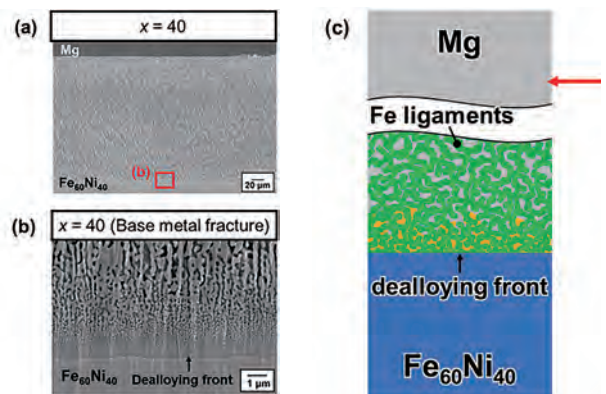 (a)
x = 40
Mg
(b)
Fe60Ni40
20 μm
(b)
x = 40 (Base metal fracture)
Fe60Ni40
Dealloying front
1 μm
(c)
Mg
Fe ligaments
dealloying front
Fe60Ni40